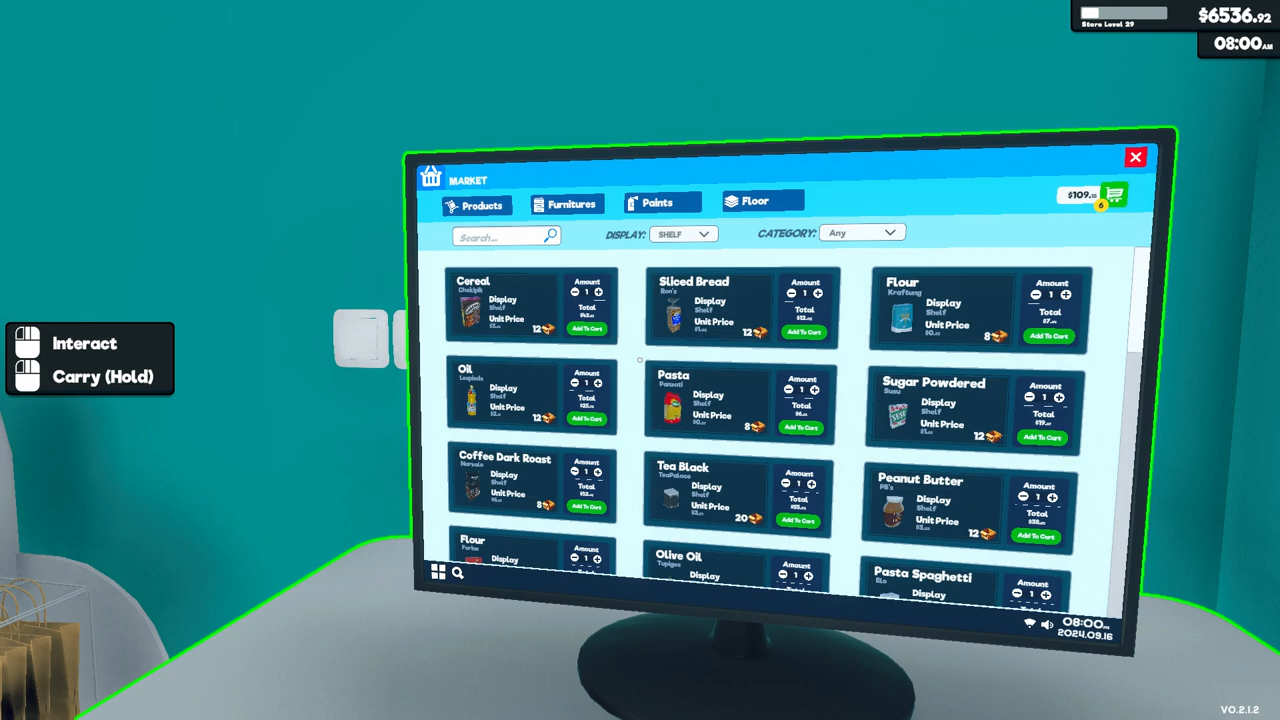 $6536.92
Store Level 29
08:00AM
Interact
Carry (Hold)
MARKET
Products
Furnitures
Paints
Floor
6
Search...
DISPLAY:
SHELF
CATEGORY:
Any
Cereal
Display
Shelf
Unit Price
12
Amount
1
Total
Add To Cart
Sliced Bread
Display
Shelf
Unit Price
12
Amount
1
Total
Add To Cart
Flour
Kraftung
Display
Shelf
Unit Price
8
Amount
1
Total
Add To Cart
Oil
Display
Shelf
Unit Price
12
Amount
1
Total
Add To Cart
Pasta
Display
Shelf
Unit Price
8
Amount
1
Total
Add To Cart
Sugar Powdered
Susu
Display
Shelf
Unit Price
12
Amount
1
Total
Add To Cart
Coffee Dark Roast
Display
Shelf
Unit Price
8
Amount
1
Total
Add To Cart
Tea Black
TeaPalace
Display
Shelf
Unit Price
20
Amount
1
Total
Add To Cart
Peanut Butter
PB's
Display
Shelf
Unit Price
12
Amount
1
Total
Add To Cart
Flour
Display
Amount
1
Olive Oil
Display
Amount
1
Pasta Spaghetti
Display
Amount
1
08:00AM
2024.09.16
V0.2.1.2